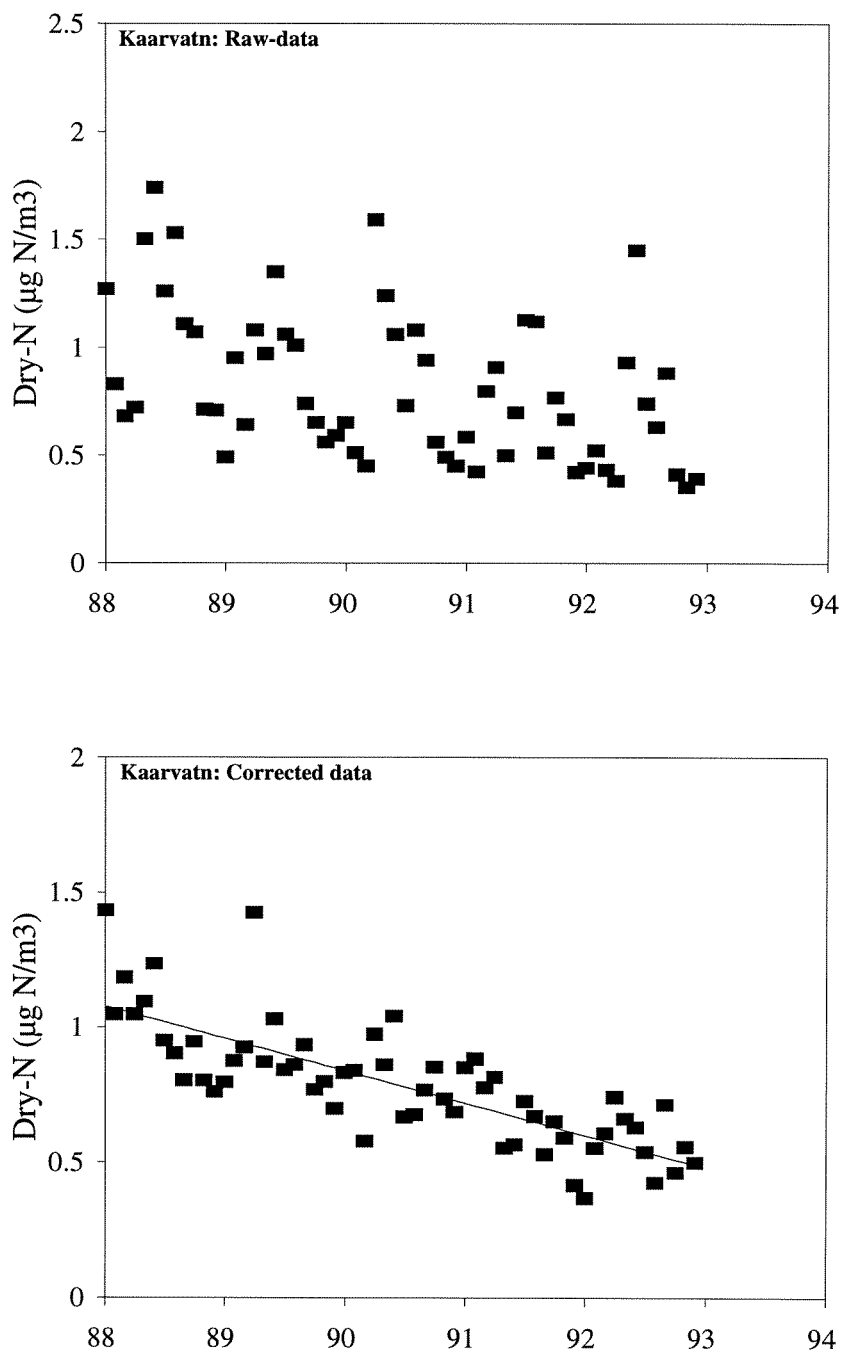 Kaarvatn: Raw-data
2.5
2
1.5
1
0.5
0
Dry-N (µg N/m3)
88 89 90 91 92 93 94
Kaarvatn: Corrected data
2
1.5
1
0.5
0
Dry-N (µg N/m3)
88 89 90 91 92 93 94